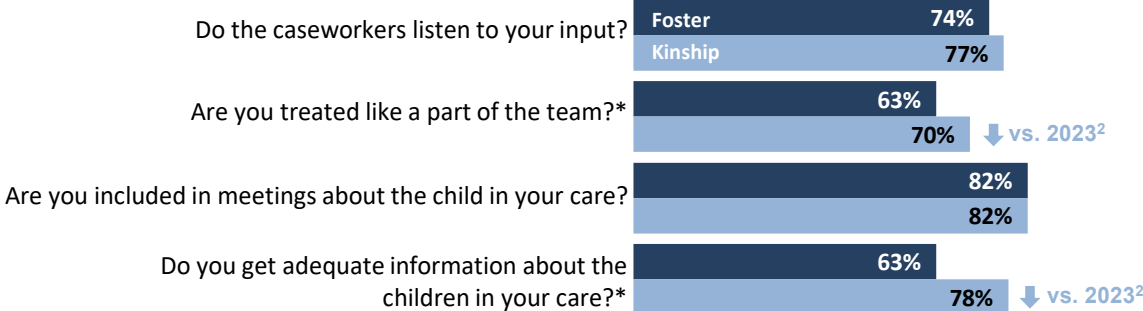 Do the caseworkers listen to your input?
Foster 74%
Kinship 77%
Are you treated like a part of the team?*
63%
70% vs. 2023²
Are you included in meetings about the child in your care?
82%
82%
Do you get adequate information about the
children in your care?*
63%
78% vs. 2023²